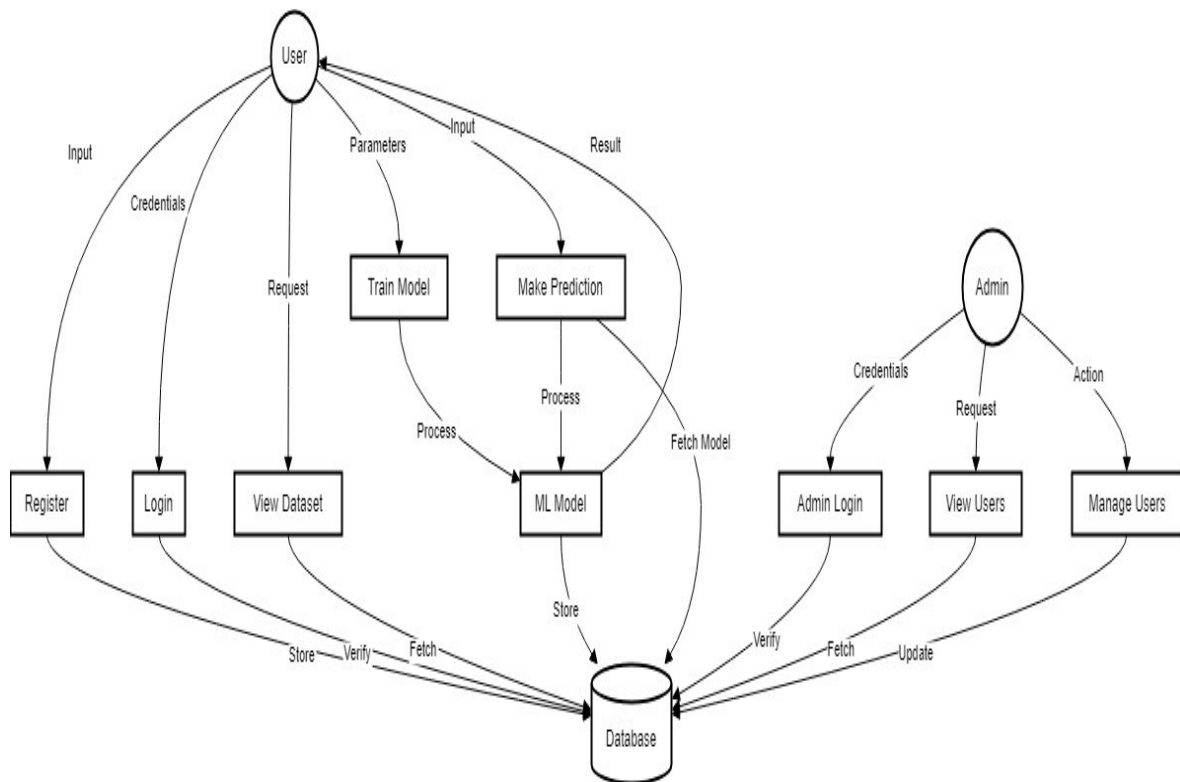 User
Input
Parameters
Input
Result
Credentials
Request
Train Model
Make Prediction
Admin
Credentials
Action
Process
Process
Request
Fetch Model
Register
Login
View Dataset
ML Model
Admin Login
View Users
Manage Users
Store
Store
Verify
Fetch
Verify
Fetch
Update
Database